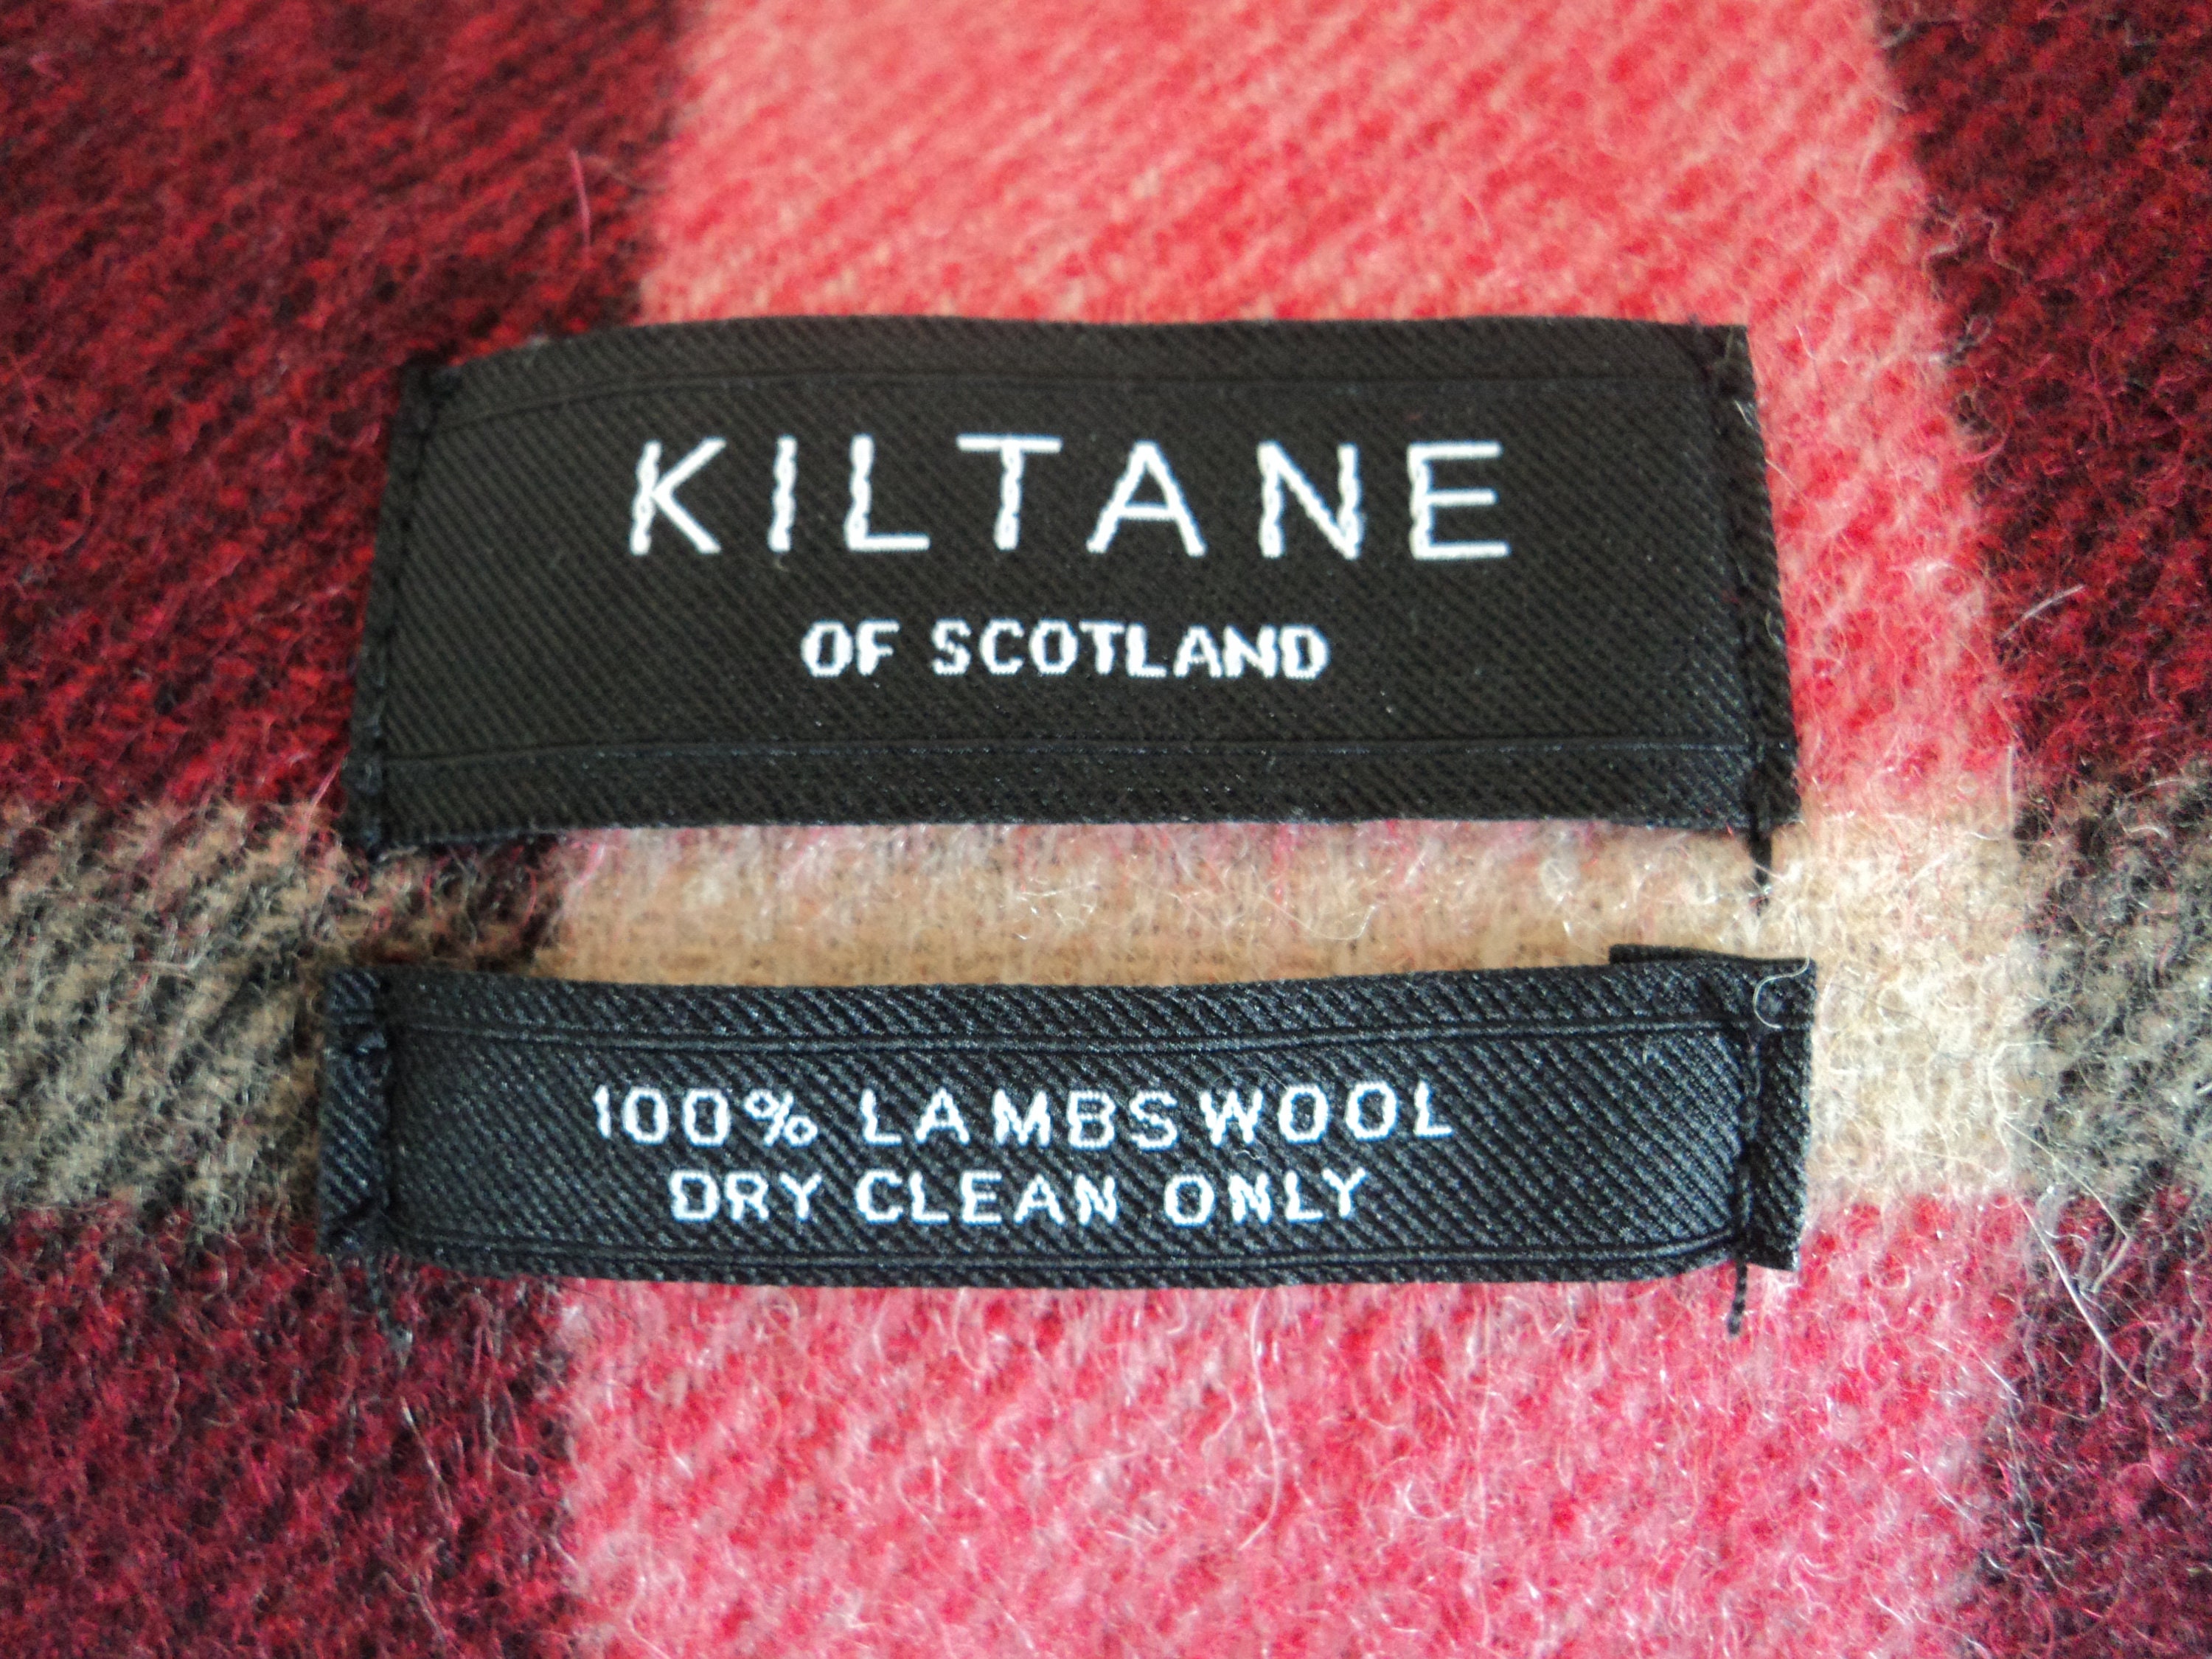 KILTANE
OF SCOTLAND
100% LAMBSWOOL
DRY CLEAN ONLY